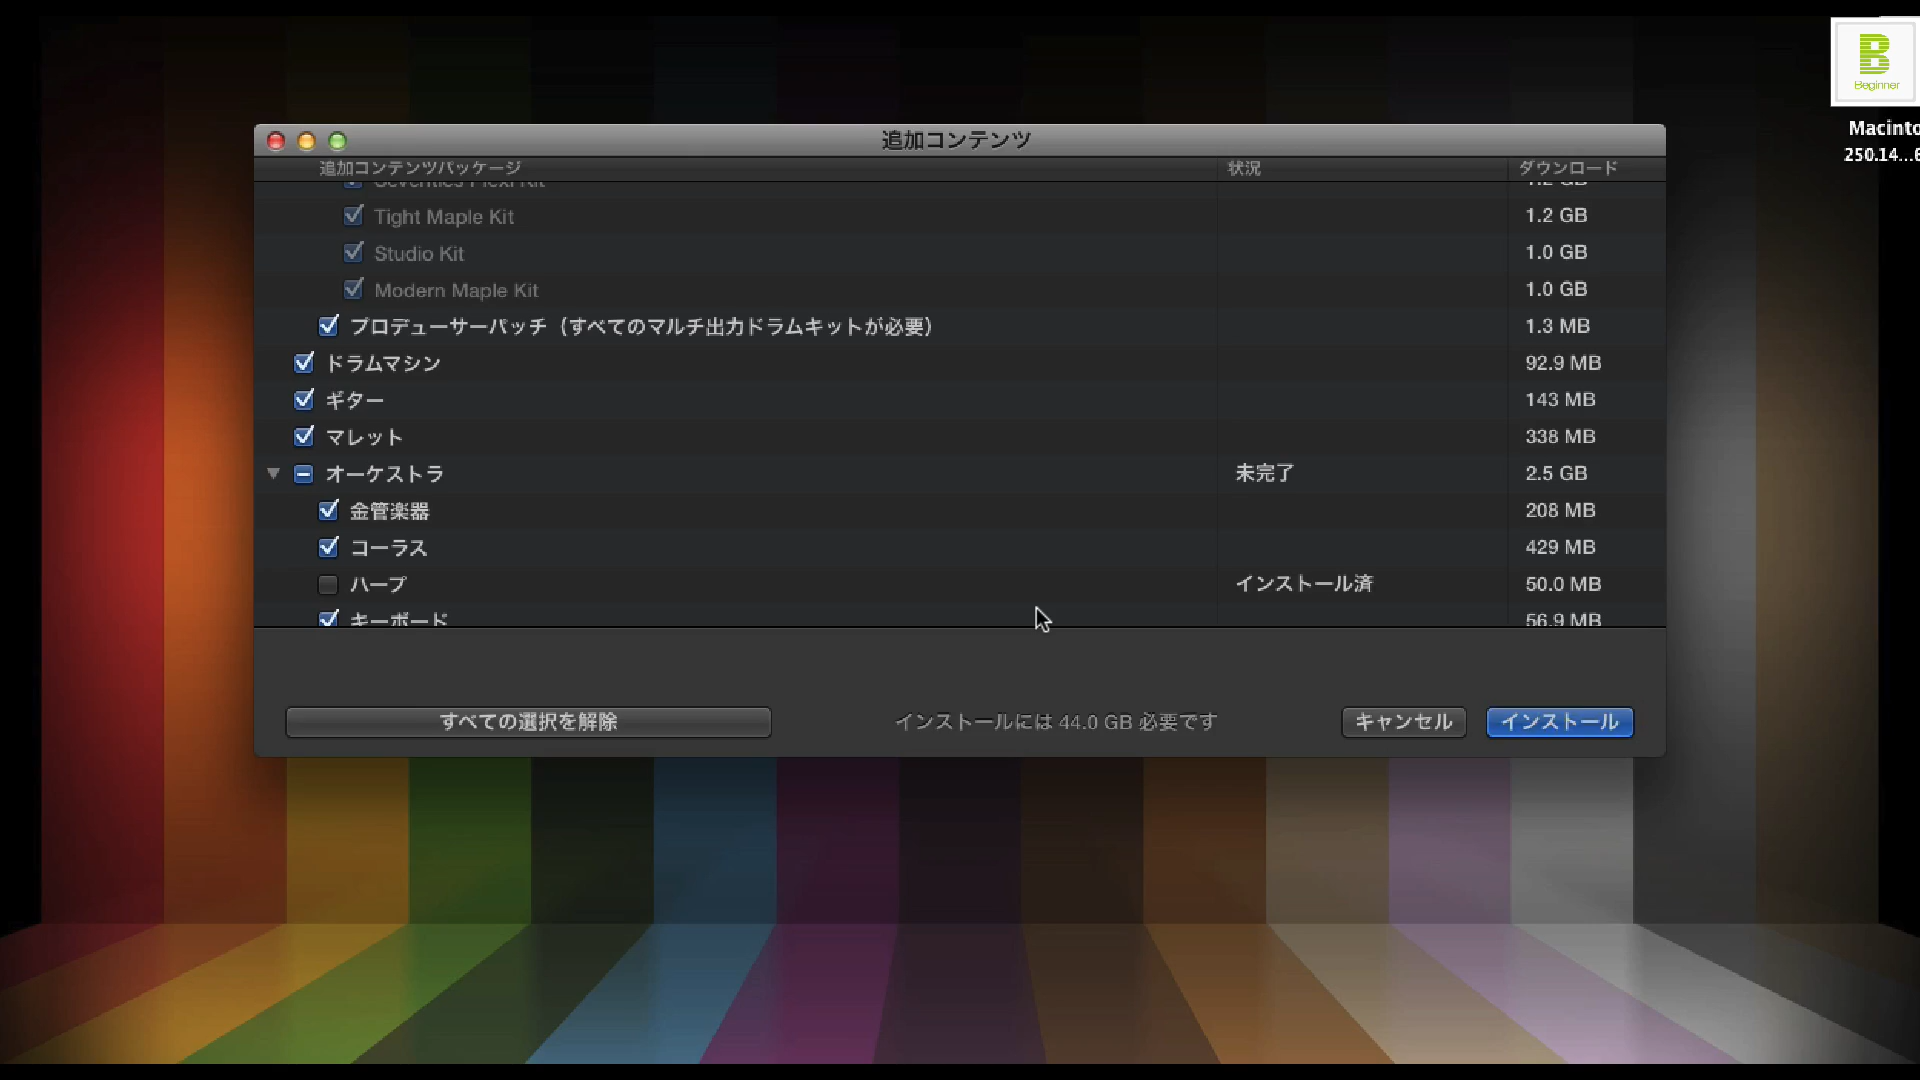 追加コンテンツ
追加コンテンツパッケージ 状況 ダウンロード
Seventies Flexi Kit 1.2 GB
Tight Maple Kit 1.2 GB
Studio Kit 1.0 GB
Modern Maple Kit 1.0 GB
プロデューサーパッチ（すべてのマルチ出力ドラムキットが必要） 1.3 MB
ドラムマシン 92.9 MB
ギター 143 MB
マレット 338 MB
オーケストラ 未完了 2.5 GB
金管楽器 208 MB
コーラス 429 MB
ハープ インストール済 50.0 MB
キーボード 56.9 MB
すべての選択を解除 インストールには 44.0 GB 必要です キャンセル インストール
B
Beginner
Macinto
250.14...6